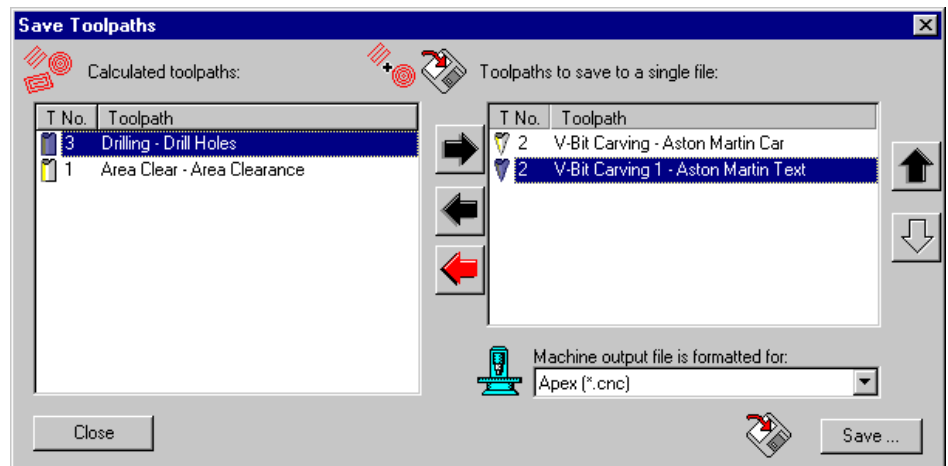 Save Toolpaths
Calculated toolpaths:
T No. Toolpath
3 Drilling - Drill Holes
1 Area Clear - Area Clearance
Toolpaths to save to a single file:
T No. Toolpath
2 V-Bit Carving - Aston Martin Car
2 V-Bit Carving 1 - Aston Martin Text
Machine output file is formatted for:
Apex (*.cnc)
Close
Save ...